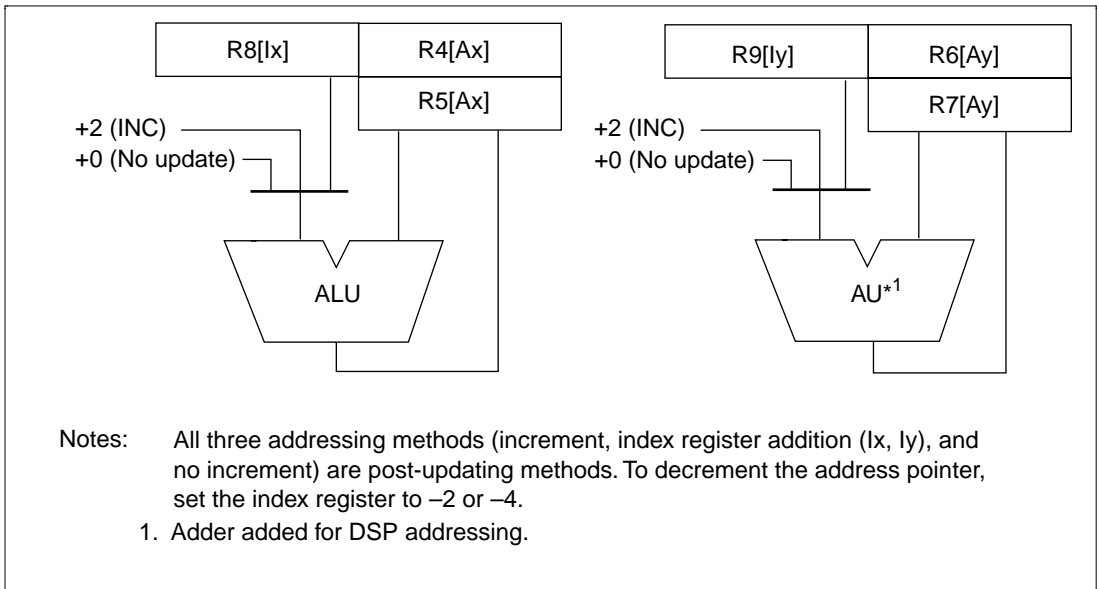 R8[Ix] R4[Ax] R9[Iy] R6[Ay]
R5[Ax] R7[Ay]
+2 (INC) +2 (INC)
+0 (No update) +0 (No update)
ALU AU*1
Notes: All three addressing methods (increment, index register addition (Ix, Iy), and
no increment) are post-updating methods. To decrement the address pointer,
set the index register to –2 or –4.
1. Adder added for DSP addressing.